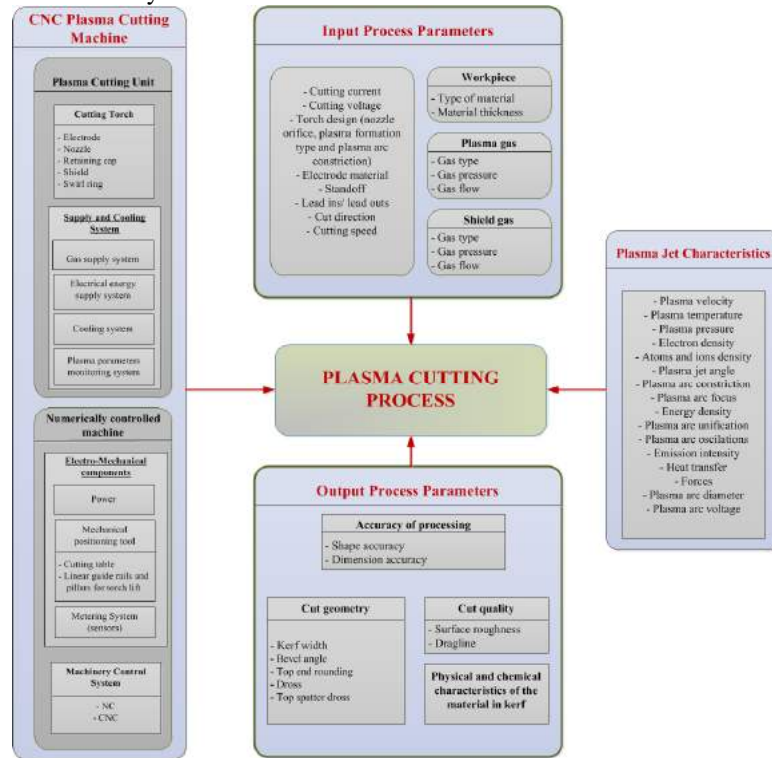 CNC Plasma Cutting
Machine
Plasma Cutting Unit
Cutting Torch
- Electrode
- Nozzle
- Retaining cap
- Shield
- Swirl ring
Supply and Cooling
System
Gas supply system
Electrical energy
supply system
Cooling system
Plasma parameters
monitoring system
Numerically controlled
machine
Electro-Mechanical
components
Power
Mechanical
positioning tool
- Cutting table
- Linear guide rails and
pillars for torch lift
Metering System
(sensors)
Machinery Control
System
- NC
- CNC
Input Process Parameters
- Cutting current
- Cutting voltage
- Torch design (nozzle
orifice, plasma formation
type and plasma arc
constriction)
- Electrode material
- Standoff
- Lead ins/ lead outs
- Cut direction
- Cutting speed
Workpiece
- Type of material
- Material thickness
Plasma gas
- Gas type
- Gas pressure
- Gas flow
Shield gas
- Gas type
- Gas pressure
- Gas flow
PLASMA CUTTING
PROCESS
Output Process Parameters
Accuracy of processing
- Shape accuracy
- Dimension accuracy
Cut geometry
- Kerf width
- Bevel angle
- Top end rounding
- Dross
- Top spatter dross
Cut quality
- Surface roughness
- Dragline
Physical and chemical
characteristics of the
material in kerf
Plasma Jet Characteristics
- Plasma velocity
- Plasma temperature
- Plasma pressure
- Electron density
- Atoms and ions density
- Plasma jet angle
- Plasma arc constriction
- Plasma arc focus
- Energy density
- Plasma arc unification
- Plasma arc oscilations
- Emission intensity
- Heat transfer
- Forces
- Plasma arc diameter
- Plasma arc voltage